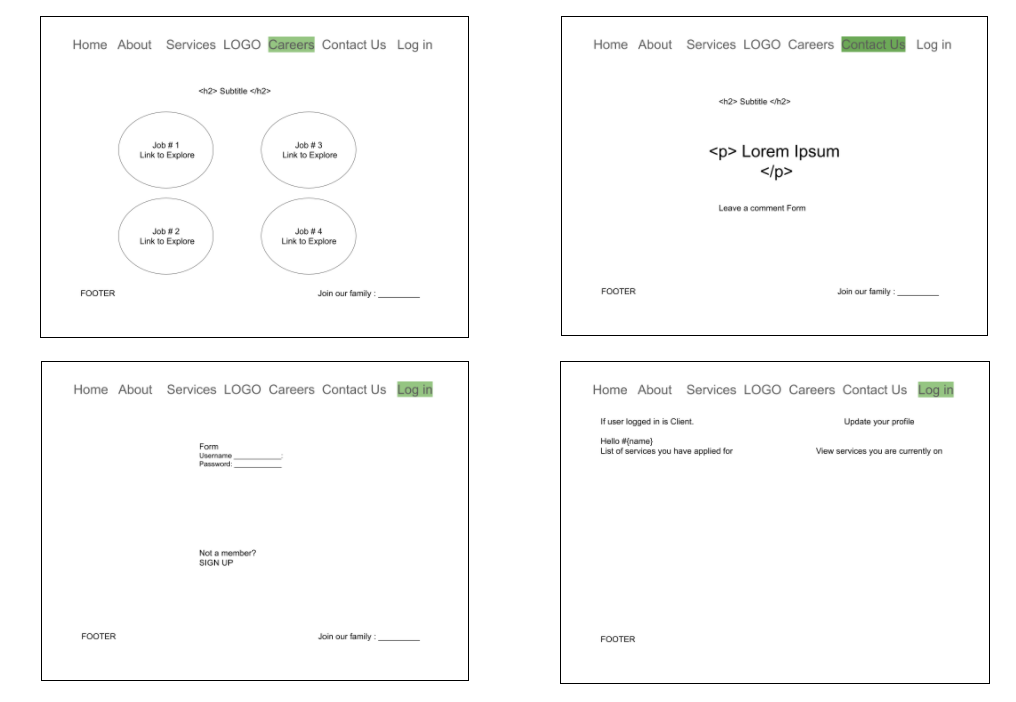 Home About Services LOGO Careers Contact Us Log in
<h2> Subtitle </h2>
Job # 1
Link to Explore
Job # 3
Link to Explore
Job # 2
Link to Explore
Job # 4
Link to Explore
FOOTER
Join our family : _________
Home About Services LOGO Careers Contact Us Log in
<h2> Subtitle </h2>
<p> Lorem Ipsum
</p>
Leave a comment Form
FOOTER
Join our family : _________
Home About Services LOGO Careers Contact Us Log in
Form
Username ____________:
Password: ____________
Not a member?
SIGN UP
FOOTER
Join our family : _________
Home About Services LOGO Careers Contact Us Log in
If user logged in is Client.
Update your profile
Hello #{name}
List of services you have applied for
View services you are currently on
FOOTER